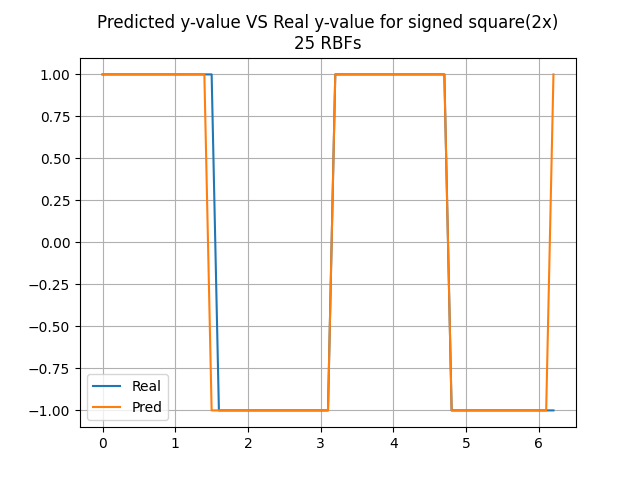 Predicted y-value VS Real y-value for signed square(2x)
25 RBFs
1.00
0.75
0.50
0.25
0.00
−0.25
−0.50
−0.75
−1.00
Real
Pred
0 1 2 3 4 5 6